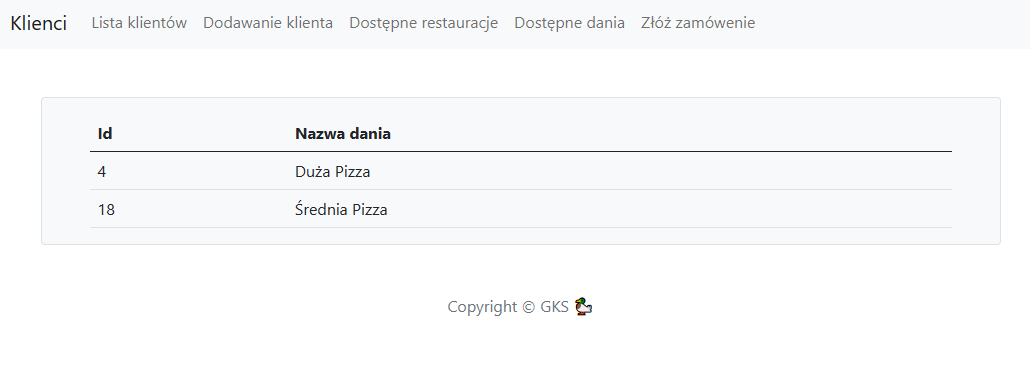 Klienci Lista klientów Dodawanie klienta Dostępne restauracje Dostępne dania Złóż zamówenie
Id Nazwa dania
4 Duża Pizza
18 Średnia Pizza
Copyright © GKS 🦆